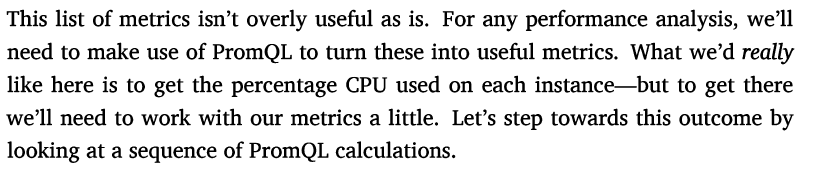 This list of metrics isn’t overly useful as is. For any performance analysis, we’ll
need to make use of PromQL to turn these into useful metrics. What we’d really
like here is to get the percentage CPU used on each instance—but to get there
we’ll need to work with our metrics a little. Let’s step towards this outcome by
looking at a sequence of PromQL calculations.